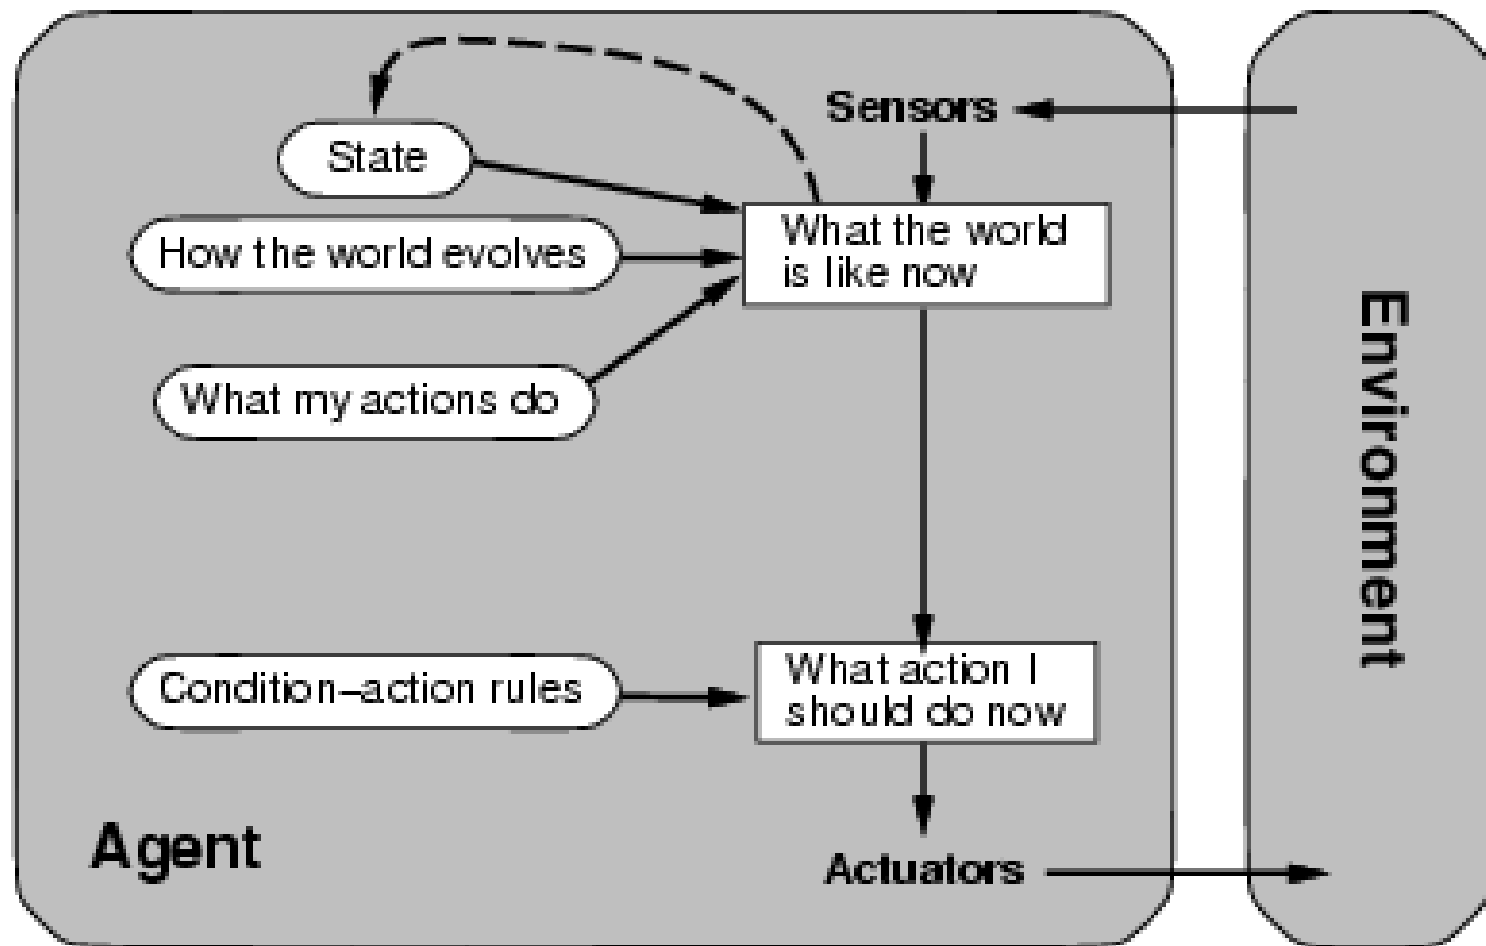 Sensors
State
What the world
is like now
How the world evolves
What my actions do
Environment
Condition–action rules
What action I
should do now
Agent
Actuators